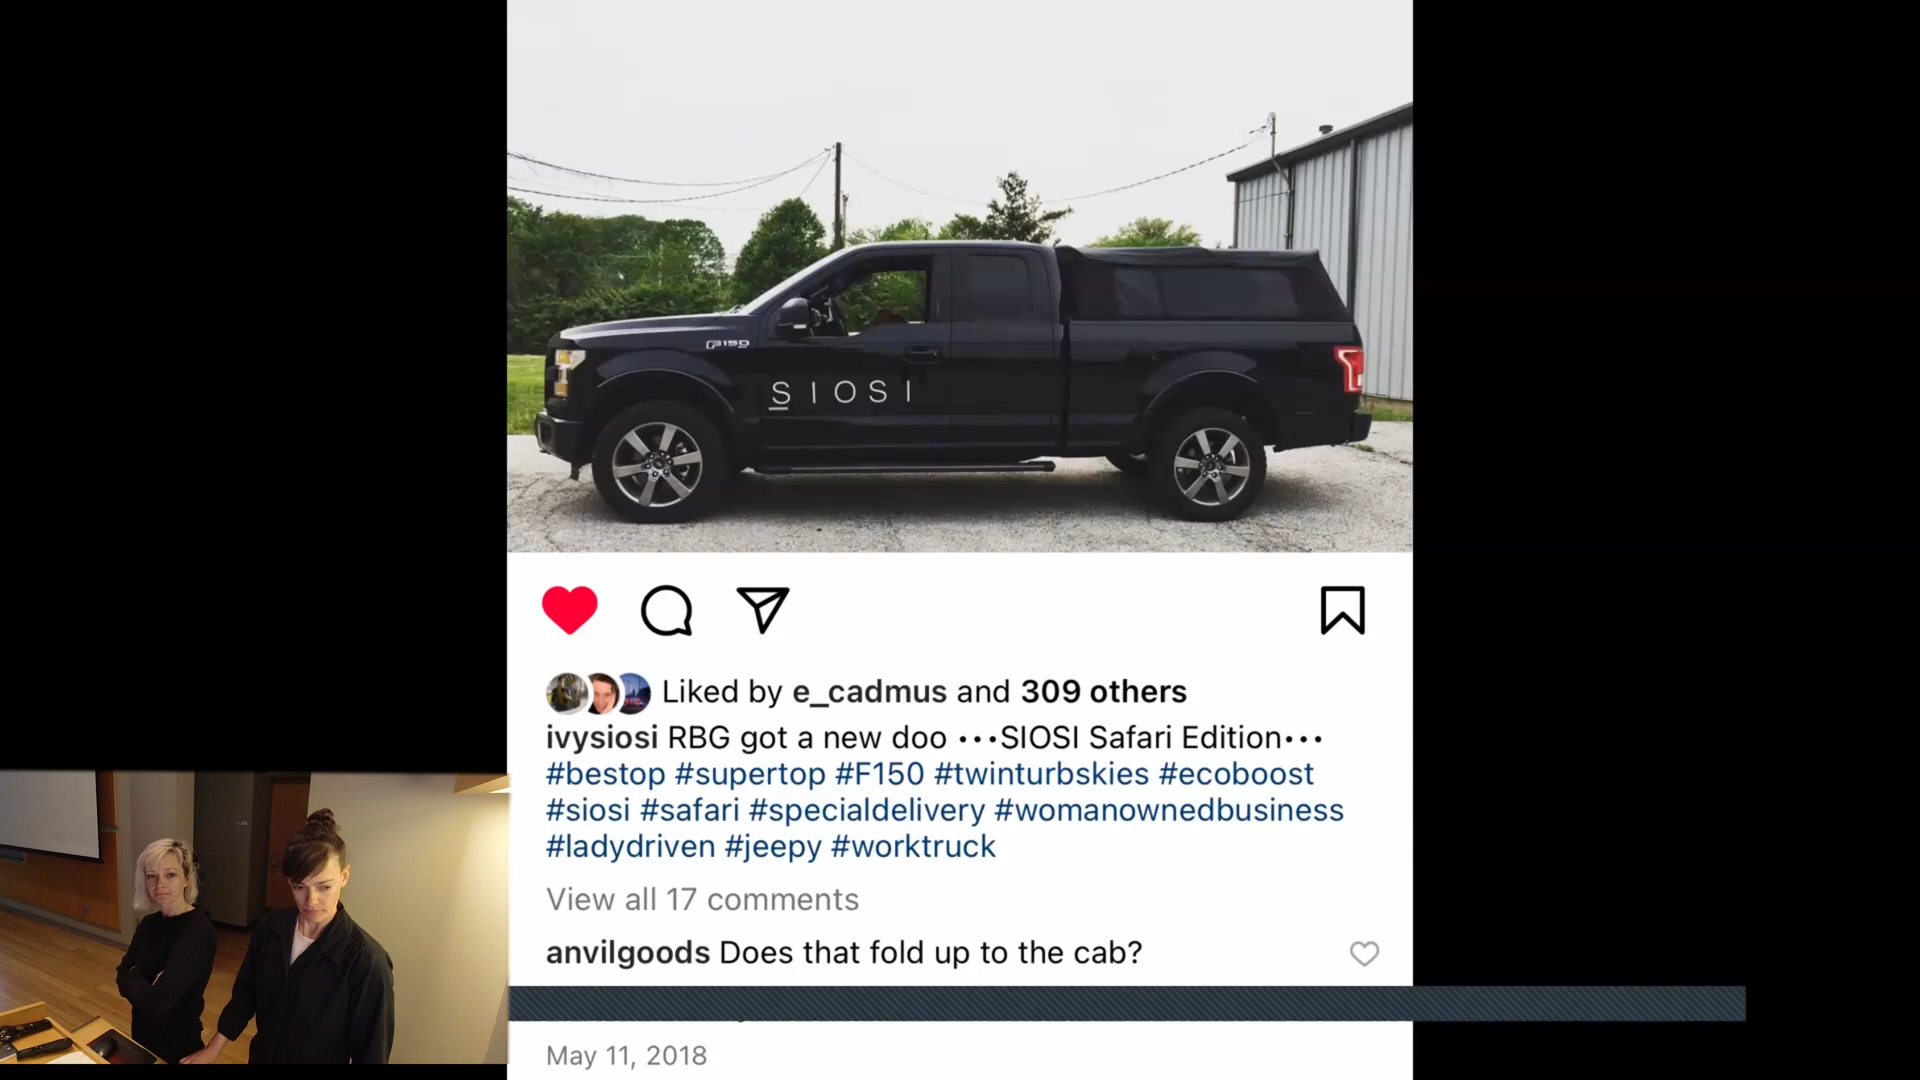 F150
SIOSI
Liked by e_cadmus and 309 others
ivysiosi RBG got a new doo •••SIOSI Safari Edition•••
#bestop #supertop #F150 #twinturbskies #ecoboost
#siosi #safari #specialdelivery #womanownedbusiness
#ladydriven #jeepy #worktruck
View all 17 comments
anvilgoods Does that fold up to the cab?
May 11, 2018